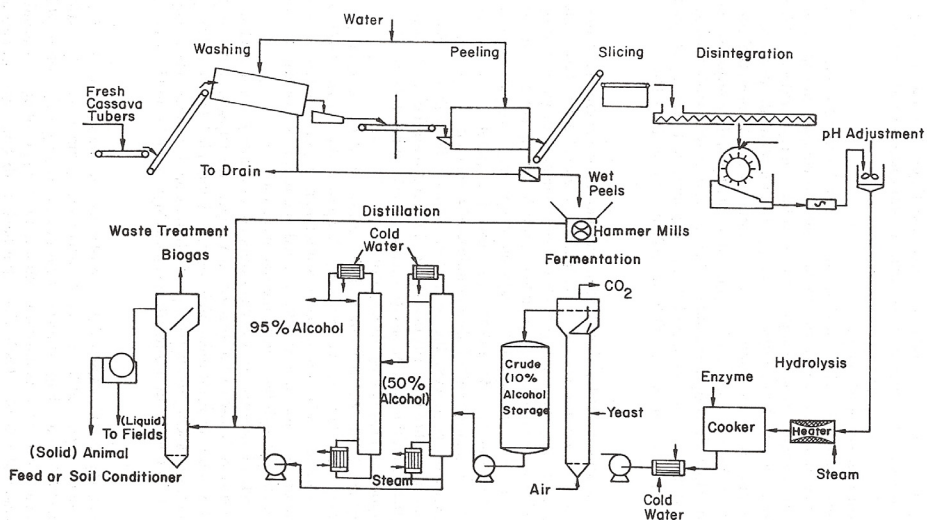 Water
Washing
Peeling
Slicing
Disintegration
Fresh
Cassava
Tubers
pH Adjustment
To Drain
Wet
Peels
Distillation
Hammer Mills
Waste Treatment
Biogas
Cold
Water
Fermentation
CO2
95% Alcohol
(50%
Alcohol)
Crude
(10%
Alcohol
Storage
Yeast
Hydrolysis
Enzyme
Cooker
Heater
Steam
(Liquid)
To Fields
(Solid) Animal
Feed or Soil Conditioner
Steam
Air
Cold
Water
S